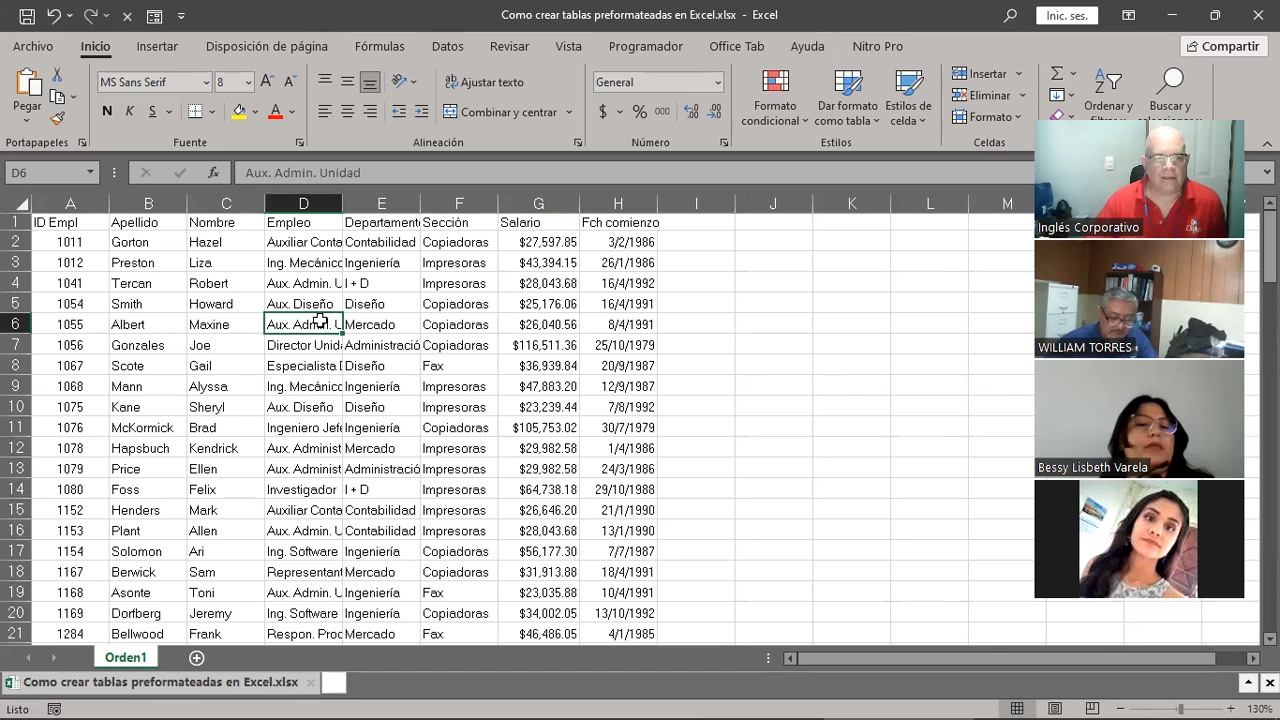 Como crear tablas preformateadas en Excel.xlsx - Excel
Inic. ses.
Archivo Inicio Insertar Disposición de página Fórmulas Datos Revisar Vista Programador Office Tab Ayuda Nitro Pro Compartir
Pegar
MS Sans Serif 8
N K S
Ajustar texto
Combinar y centrar
General
$ % 000
Formato condicional
Dar formato como tabla
Estilos de celda
Insertar
Eliminar
Formato
Ordenar y
Buscar y
Portapapeles Fuente Alineación Número Estilos Celdas
D6 fx Aux. Admin. Unidad
A B C D E F G H I J K L M
1 ID Empl Apellido Nombre Empleo Departamento Sección Salario Fch comienzo
2 1011 Gorton Hazel Auxiliar Conta Contabilidad Copiadoras $27,597.85 3/2/1986
3 1012 Preston Liza Ing. Mecánico Ingeniería Impresoras $43,394.15 26/1/1986
4 1041 Tercan Robert Aux. Admin. U I + D Impresoras $28,043.68 16/4/1992
5 1054 Smith Howard Aux. Diseño Diseño Copiadoras $25,176.06 16/4/1991
6 1055 Albert Maxine Aux. Admin. U Mercado Copiadoras $26,040.56 8/4/1991
7 1056 Gonzales Joe Director Unida Administració Copiadoras $116,511.36 25/10/1979
8 1067 Scote Gail Especialista D Diseño Fax $36,939.84 20/9/1987
9 1068 Mann Alyssa Ing. Mecánico Ingeniería Impresoras $47,883.20 12/9/1987
10 1075 Kane Sheryl Aux. Diseño Diseño Impresoras $23,239.44 7/8/1992
11 1076 McKormick Brad Ingeniero Jefe Ingeniería Copiadoras $105,753.02 30/7/1979
12 1078 Hapsbuch Kendrick Aux. Administ Mercado Copiadoras $29,982.58 1/4/1986
13 1079 Price Ellen Aux. Administ Administració Impresoras $29,982.58 24/3/1986
14 1080 Foss Felix Investigador I + D Impresoras $64,738.18 29/10/1988
15 1152 Henders Mark Auxiliar Conta Contabilidad Copiadoras $26,646.20 21/1/1990
16 1153 Plant Allen Aux. Admin. U Contabilidad Impresoras $28,043.68 13/1/1990
17 1154 Solomon Ari Ing. Software Ingeniería Copiadoras $56,177.30 7/7/1987
18 1167 Berwick Sam Representant Mercado Copiadoras $31,913.88 18/4/1991
19 1168 Asonte Toni Aux. Admin. U Ingeniería Impresoras $23,035.88 10/4/1991
20 1169 Dorfberg Jeremy Ing. Software Ingeniería Copiadoras $34,002.05 13/10/1992
21 1284 Bellwood Frank Respon. Prod Mercado Fax $46,486.05 4/1/1985
Inglés Corporativo
WILLIAM TORRES
Bessy Lisbeth Varela
Orden1
Como crear tablas preformateadas en Excel.xlsx
Listo 130%